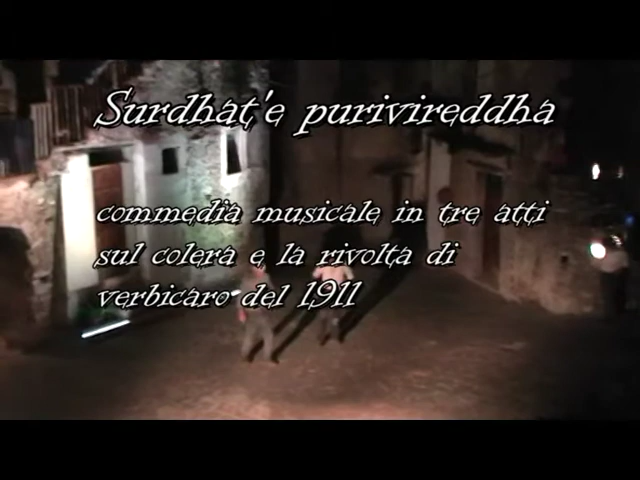 Surdhat'e purivireddha
commedia musicale in tre atti
sul colera e la rivolta di
verbicaro del 1911